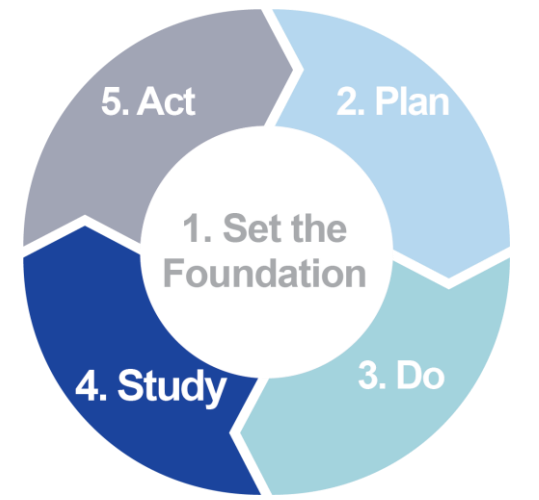 1. Set the
Foundation
2. Plan
3. Do
4. Study
5. Act